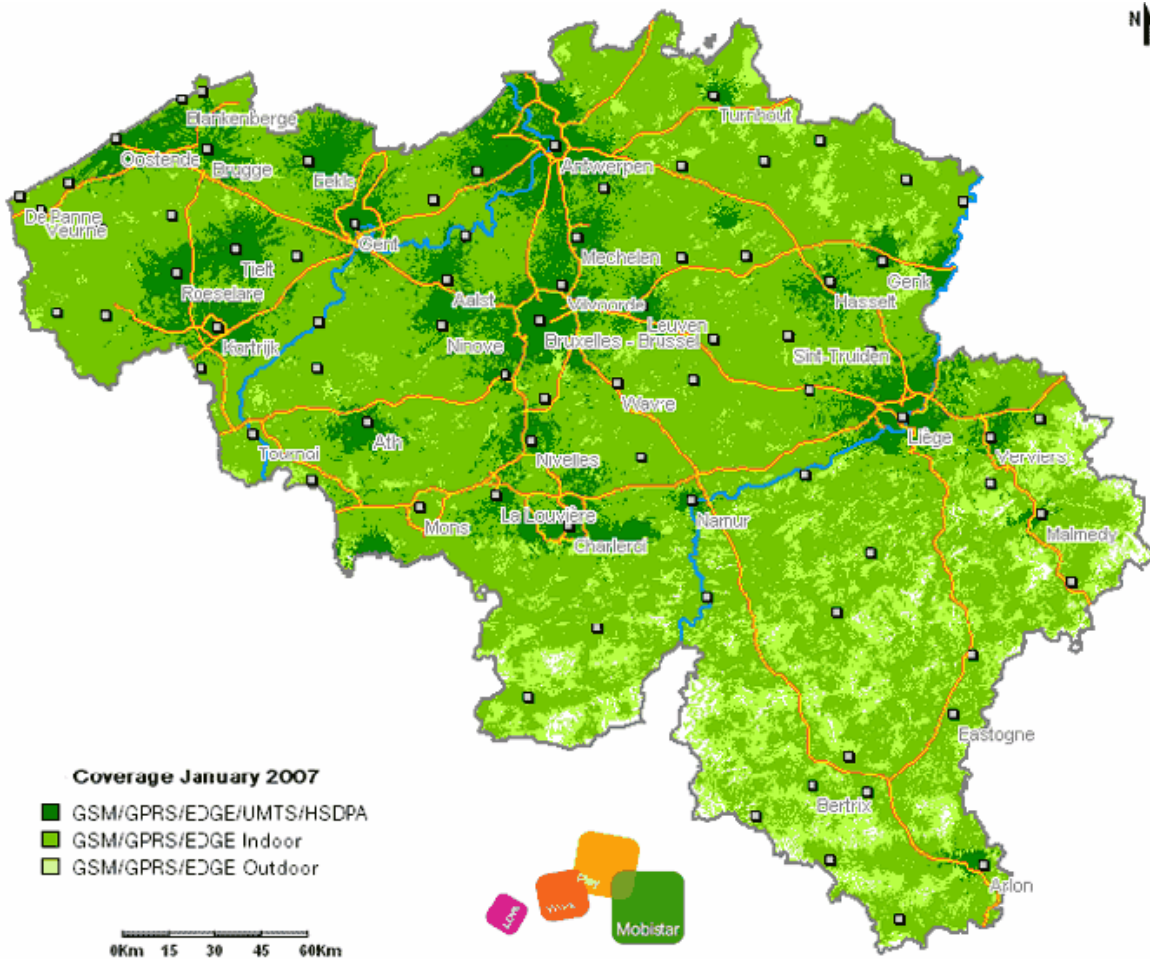 N
Blankenberge
Turnhout
Oostende
Brugge
Eeklo
Antwerpen
De Panne
Veurne
Gent
Mechelen
Tielt
Genk
Roeselare
Aalst
Vilvoorde
Hasselt
Leuven
Kortrijk
Ninove
Bruxelles - Brussel
Sint-Truiden
Wavre
Tournai
Ath
Nivelles
Liège
Verviers
Mons
La Louvière
Namur
Charleroi
Malmedy
Eastogne
Coverage January 2007
GSM/GPRS/EDGE/UMTS/HSDPA
GSM/GPRS/EDGE Indoor
GSM/GPRS/EDGE Outdoor
Bertrix
Play
Work
Love
Mobistar
Arlon
0Km 15 30 45 60Km